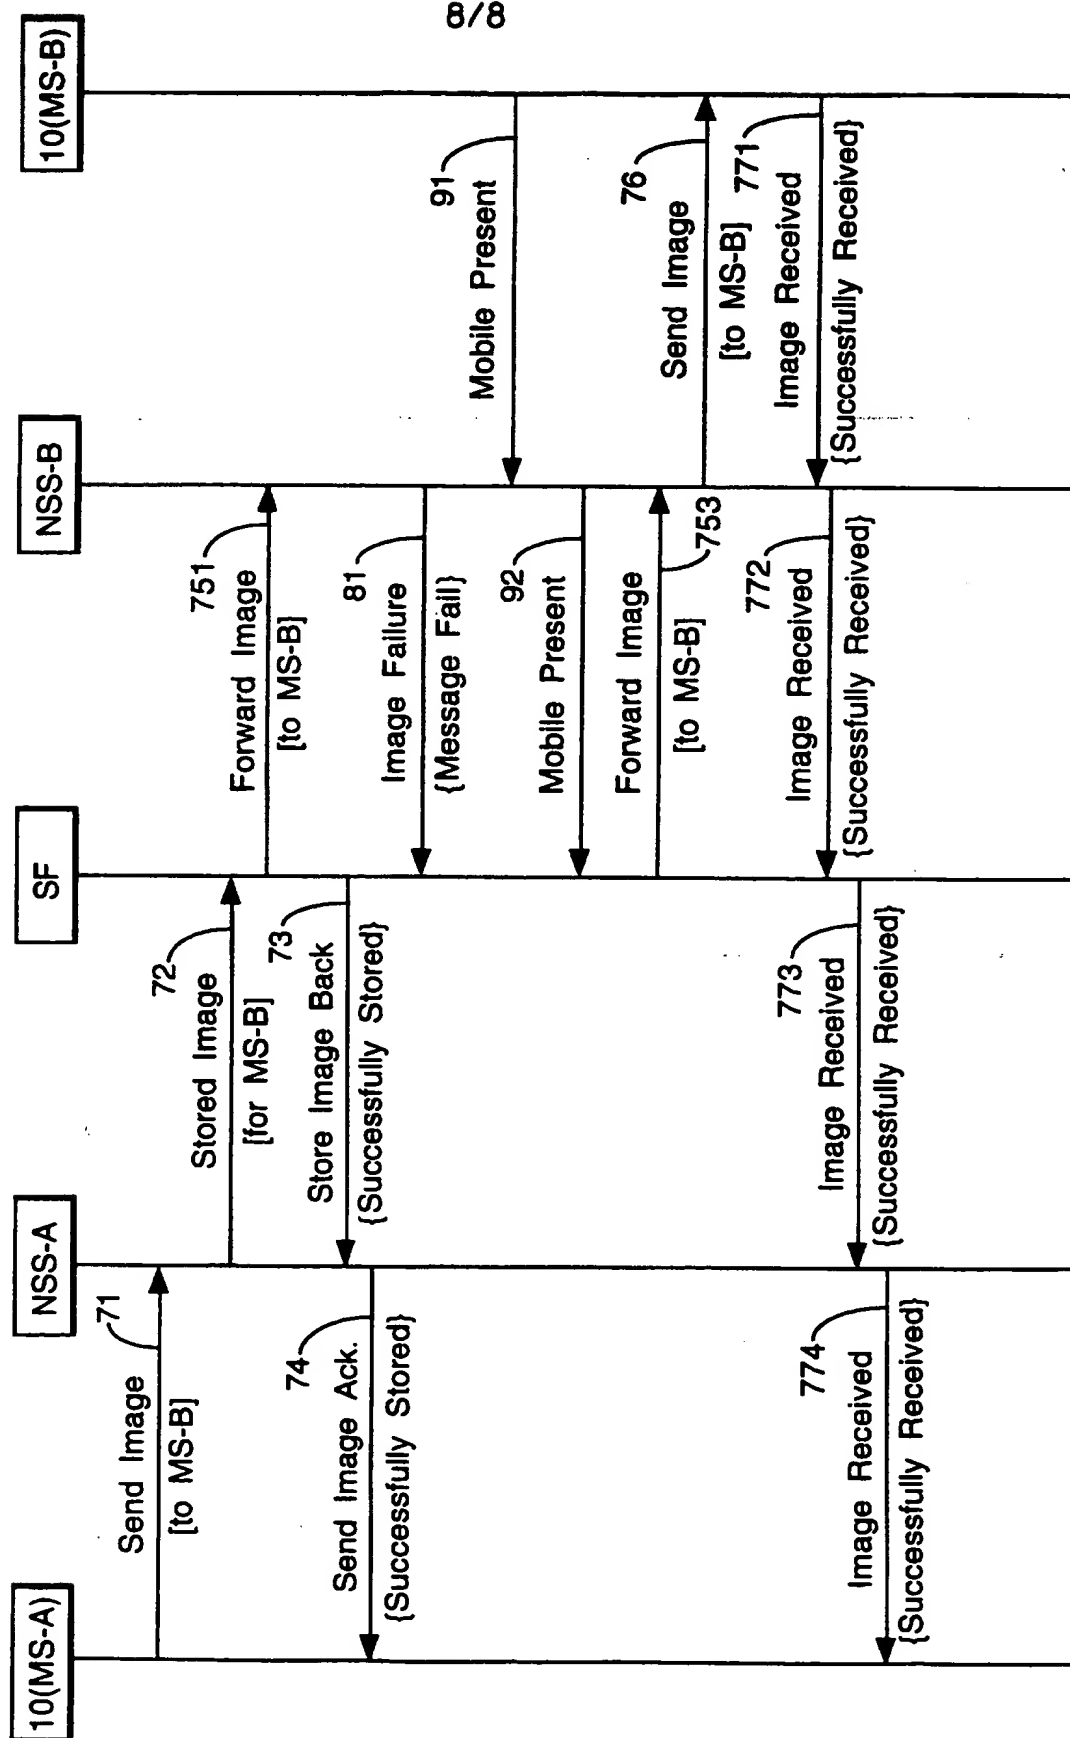 8/8
10(MS-A)
NSS-A
SF
NSS-B
10(MS-B)
71
Send Image
[to MS-B]
72
Stored Image
[for MS-B]
751
Forward Image
[to MS-B]
73
Store Image Back
{Successfully Stored}
74
Send Image Ack.
{Successfully Stored}
81
Image Failure
{Message Fail}
91
Mobile Present
92
Mobile Present
Forward Image
753
[to MS-B]
76
Send Image
[to MS-B]
771
Image Received
{Successfully Received}
772
Image Received
{Successfully Received}
773
Image Received
{Successfully Received}
774
Image Received
{Successfully Received}